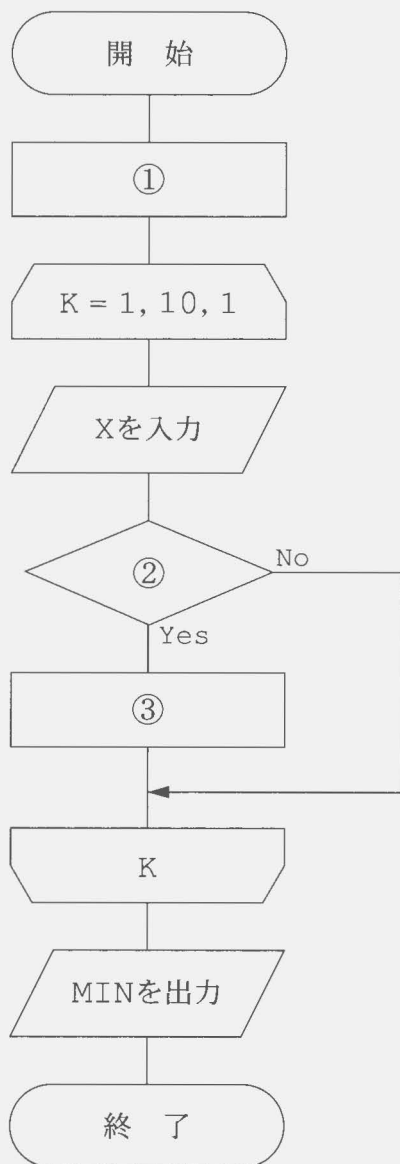 開 始
①
K = 1, 10, 1
Xを入力
②
No
Yes
③
K
MINを出力
終 了